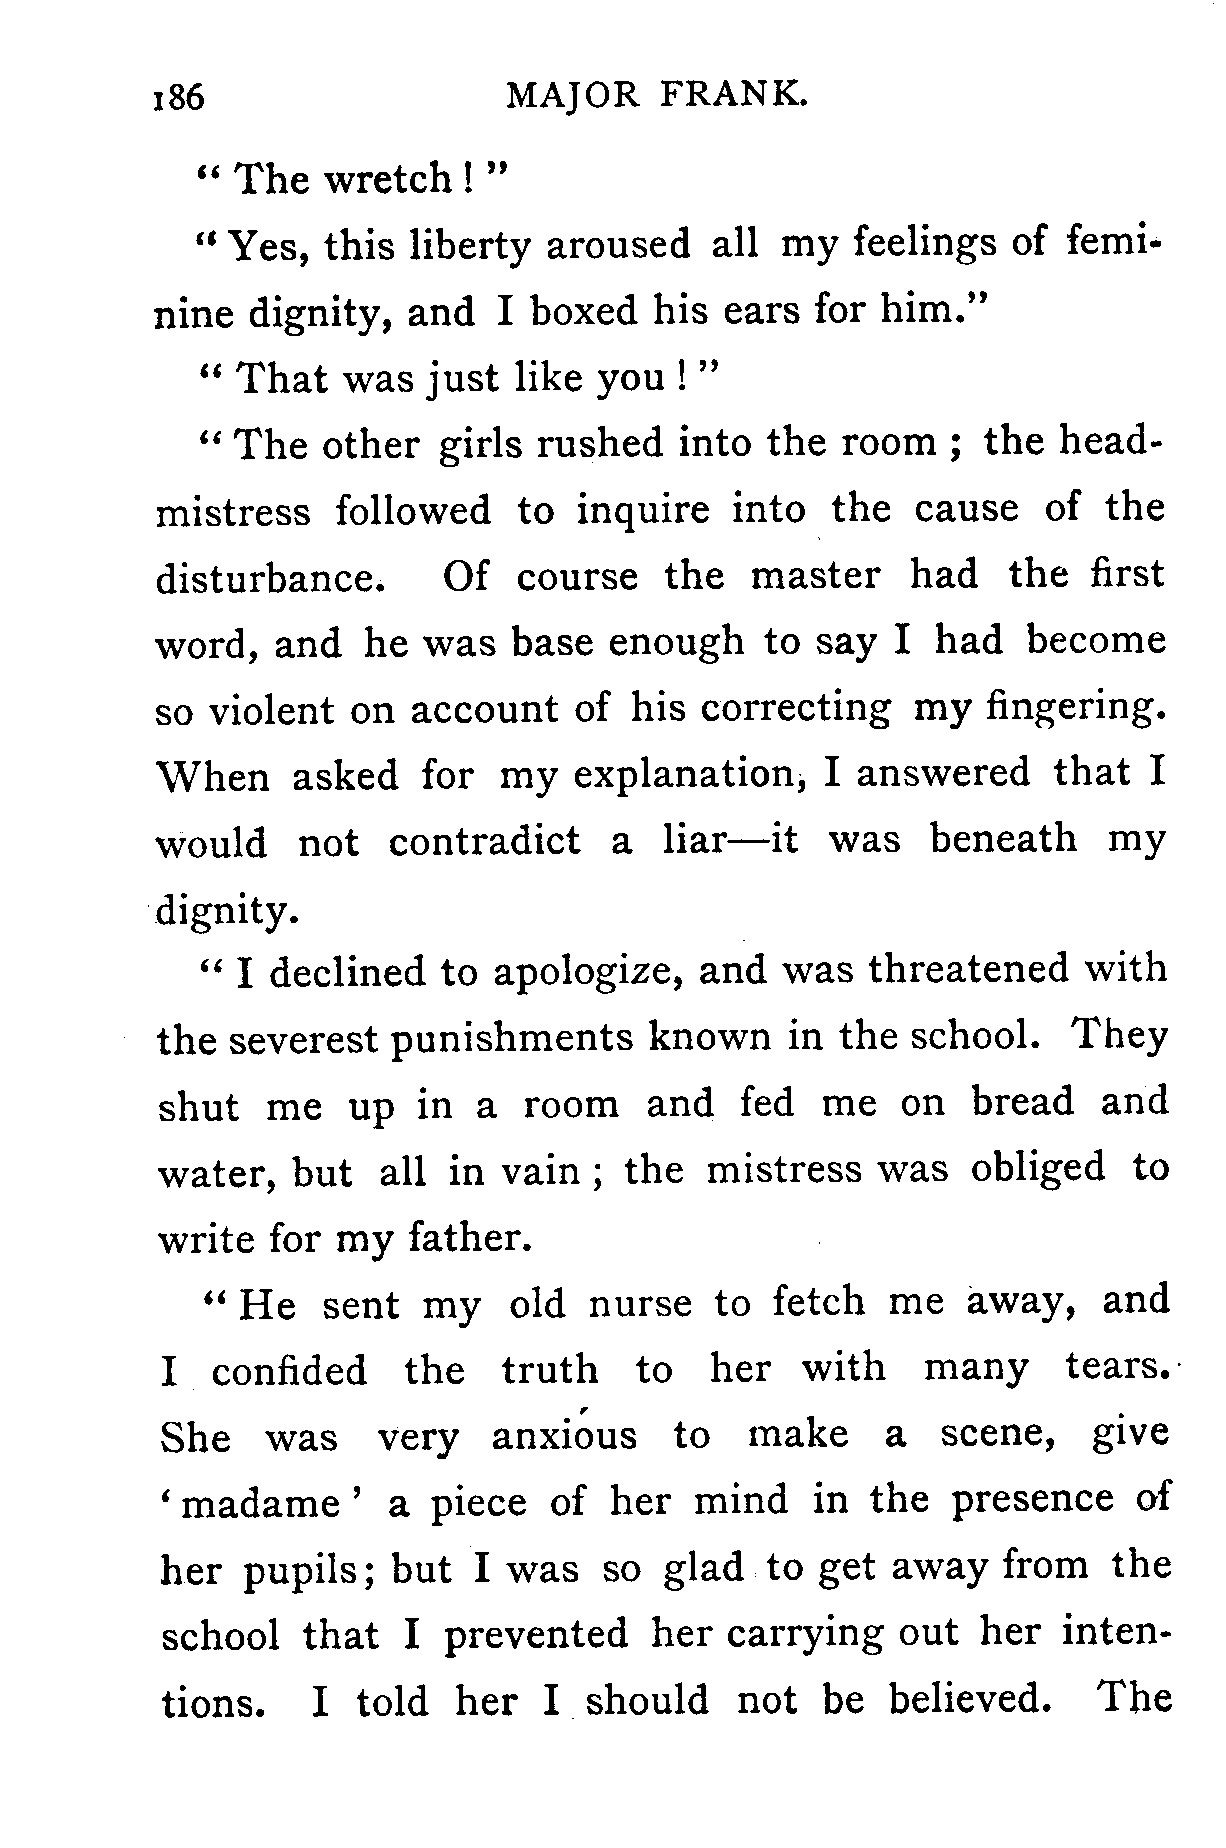 186 MAJOR FRANK.
“ The wretch ! ”
“ Yes, this liberty aroused all my feelings of femi-
nine dignity, and I boxed his ears for him.”
“ That was just like you ! ”
“ The other girls rushed into the room ; the head-
mistress followed to inquire into the cause of the
disturbance. Of course the master had the first
word, and he was base enough to say I had become
so violent on account of his correcting my fingering.
When asked for my explanation, I answered that I
would not contradict a liar—it was beneath my
dignity.
“ I declined to apologize, and was threatened with
the severest punishments known in the school. They
shut me up in a room and fed me on bread and
water, but all in vain ; the mistress was obliged to
write for my father.
“ He sent my old nurse to fetch me away, and
I confided the truth to her with many tears.
She was very anxious to make a scene, give
‘ madame ’ a piece of her mind in the presence of
her pupils; but I was so glad to get away from the
school that I prevented her carrying out her inten-
tions. I told her I should not be believed. The